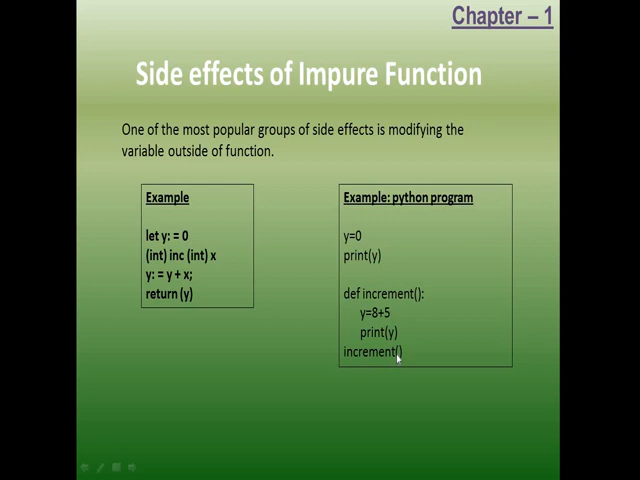 Chapter – 1
Side effects of Impure Function
One of the most popular groups of side effects is modifying the
variable outside of function.
Example
let y: = 0
(int) inc (int) x
y: = y + x;
return (y)
Example: python program
y=0
print(y)
def increment():
y=8+5
print(y)
increment()